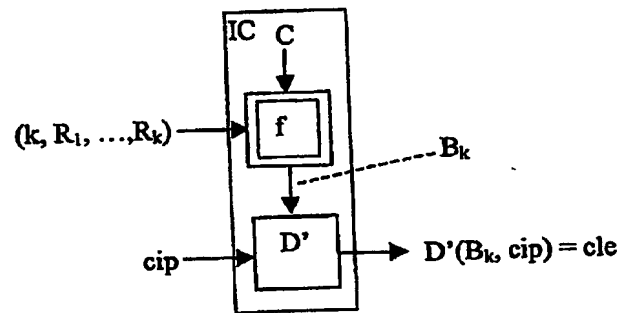 IC C
(k, R₁, …,Rₖ)
f
Bₖ
cip
D'
D'(Bₖ, cip) = cle